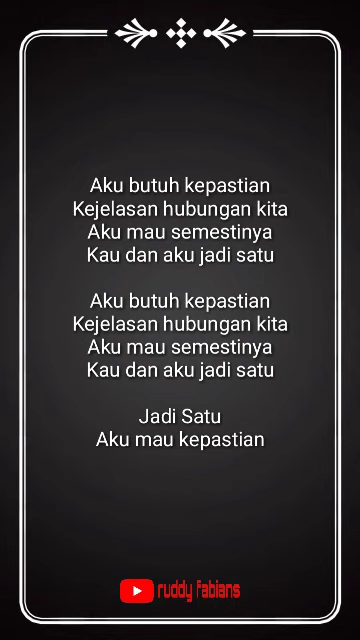 Aku butuh kepastian
Kejelasan hubungan kita
Aku mau semestinya
Kau dan aku jadi satu
Aku butuh kepastian
Kejelasan hubungan kita
Aku mau semestinya
Kau dan aku jadi satu
Jadi Satu
Aku mau kepastian
ruddy fabians